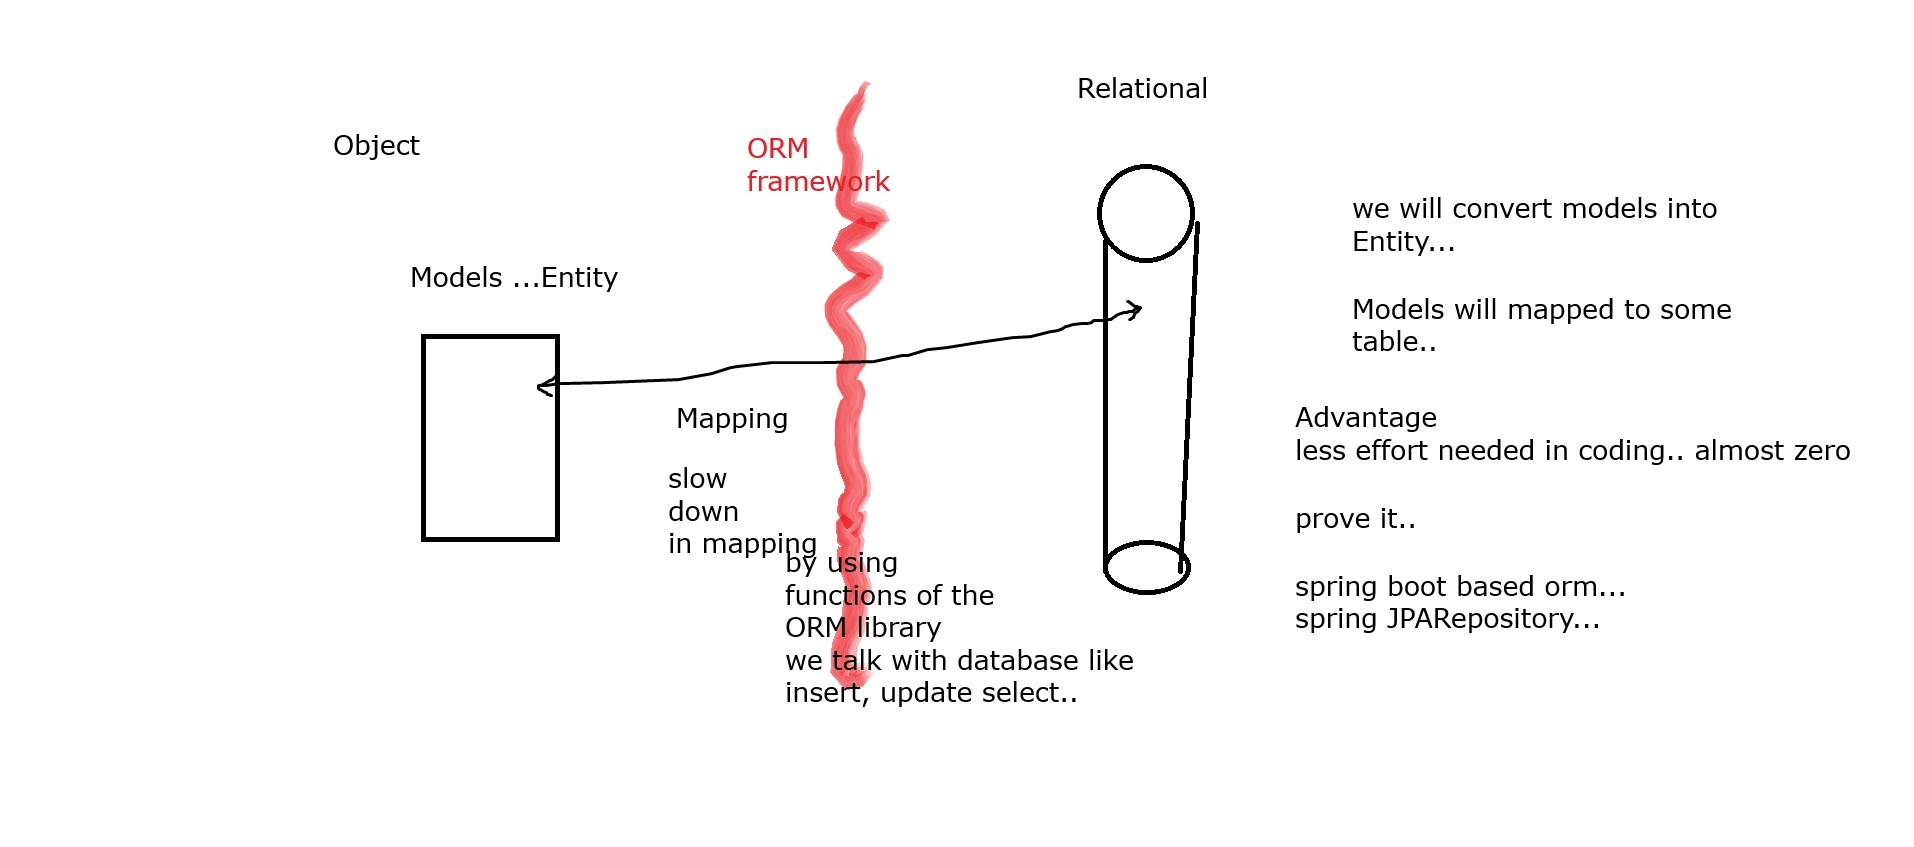 Object
Models ...Entity
ORM
framework
Mapping
slow
down
in mapping
by using
functions of the
ORM library
we talk with database like
insert, update select..
Relational
we will convert models into
Entity...
Models will mapped to some
table..
Advantage
less effort needed in coding.. almost zero
prove it..
spring boot based orm...
spring JPARepository...